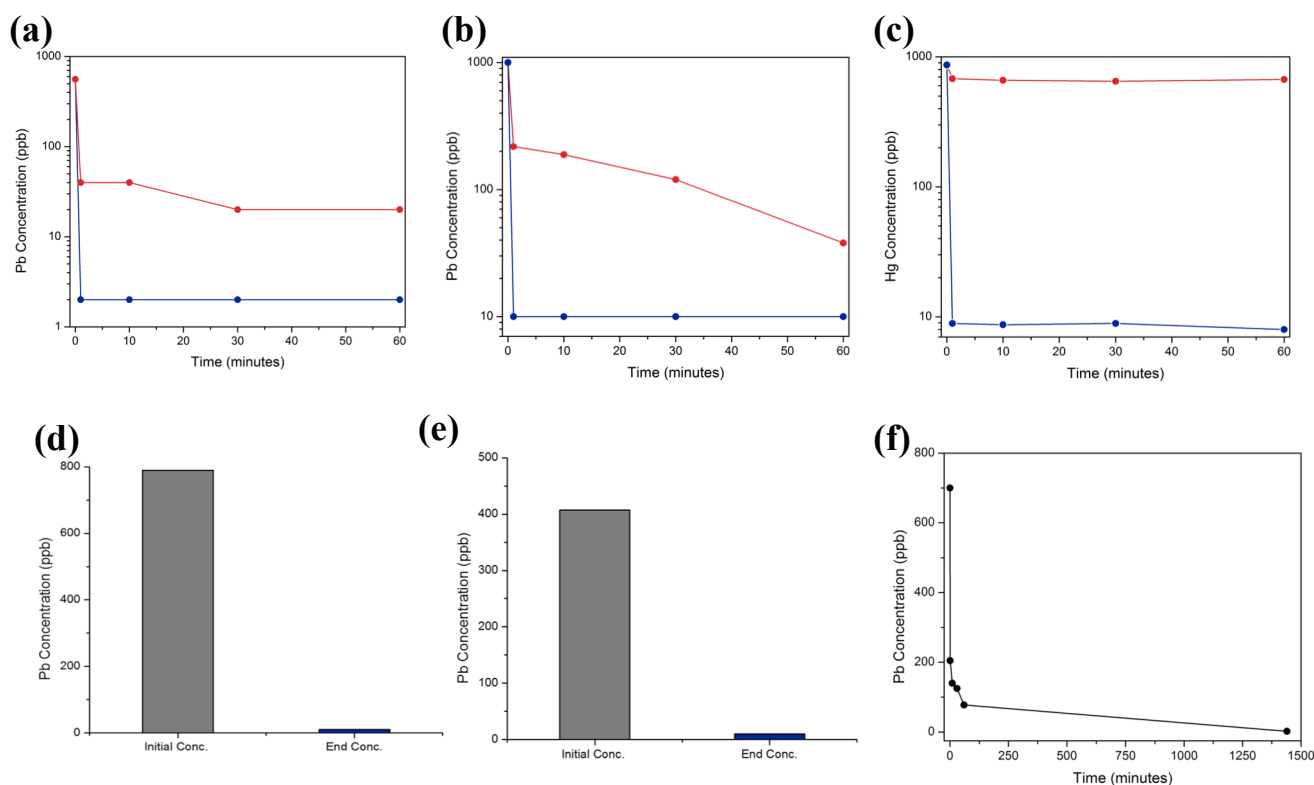 (a)
1000
100
10
1
Pb Concentration (ppb)
0 10 20 30 40 50 60
Time (minutes)
(b)
1000
100
10
Pb Concentration (ppb)
0 10 20 30 40 50 60
Time (minutes)
(c)
1000
100
10
Hg Concentration (ppb)
0 10 20 30 40 50 60
Time (minutes)
(d)
800
600
400
200
0
Pb Concentration (ppb)
Initial Conc. End Conc.
(e)
500
400
300
200
100
0
Pb Concentration (ppb)
Initial Conc. End Conc.
(f)
800
600
400
200
0
Pb Concentration (ppb)
0 250 500 750 1000 1250 1500
Time (minutes)